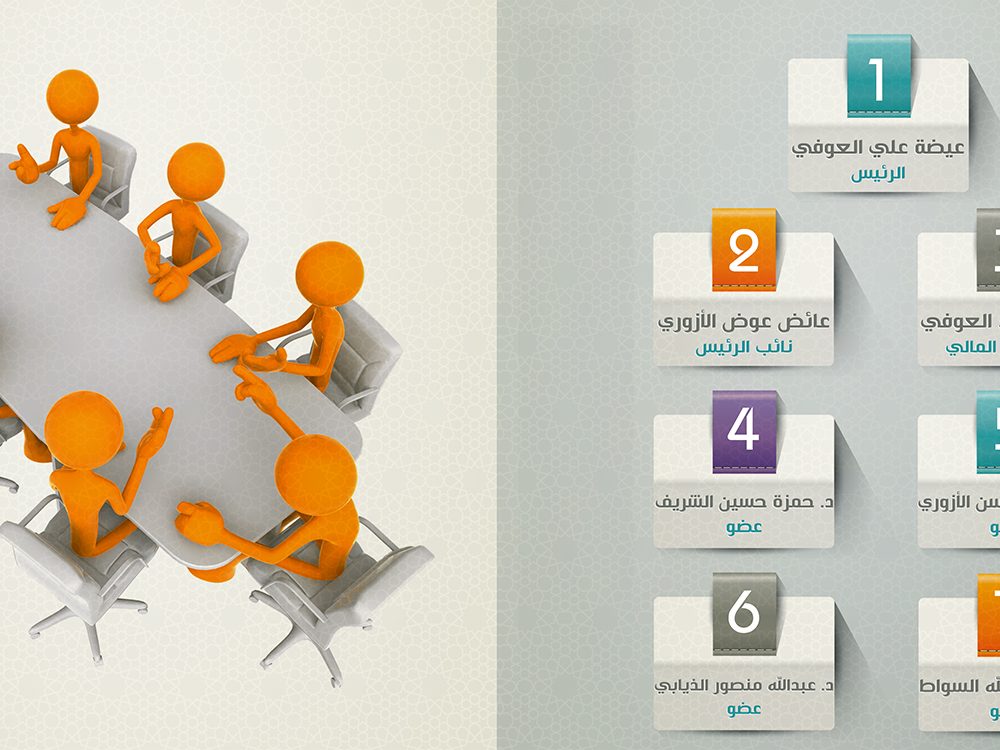 1
عيضة علي العوفي
الرئيس
2
عائض عوض الأزوري
نائب الرئيس
العوفي
المالي
4
د. حمزة حسين الشريف
عضو
الأزوري
6
د. عبدالله منصور الذيابي
عضو
السواط